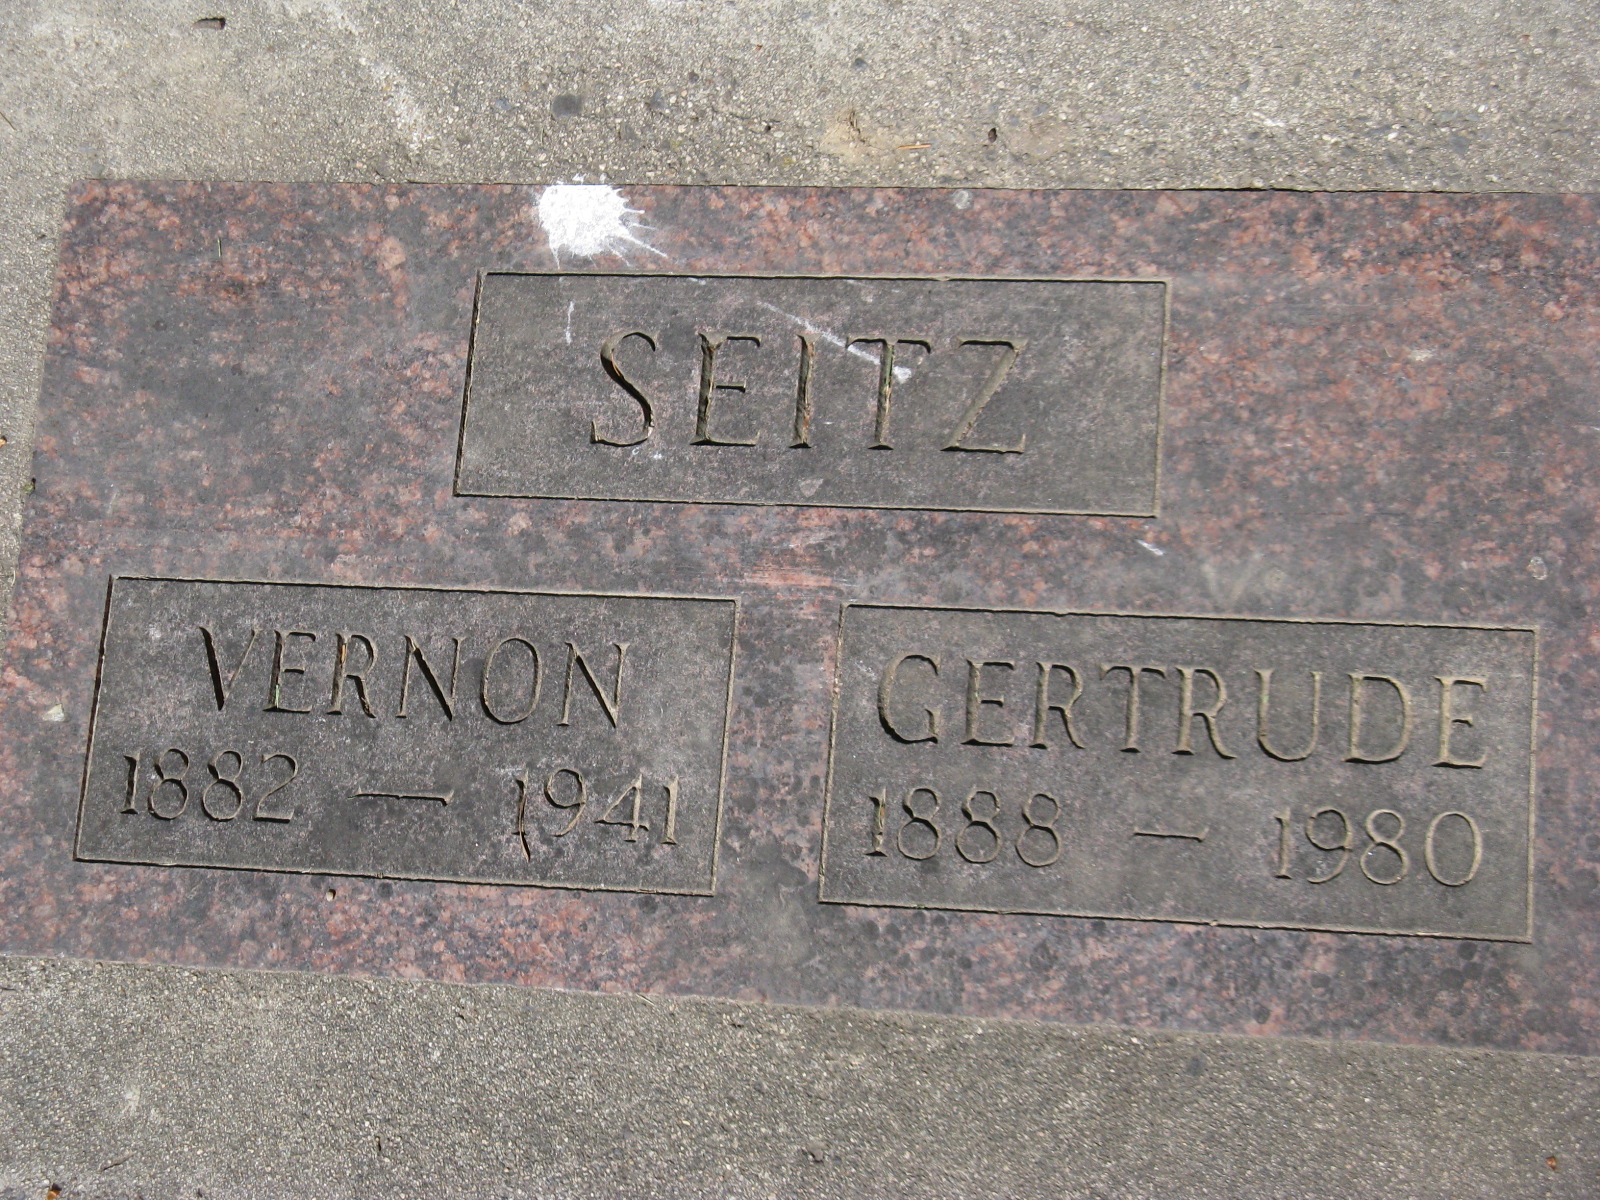 SEITZ
VERNON
1882 — 1941
GERTRUDE
1888 — 1980